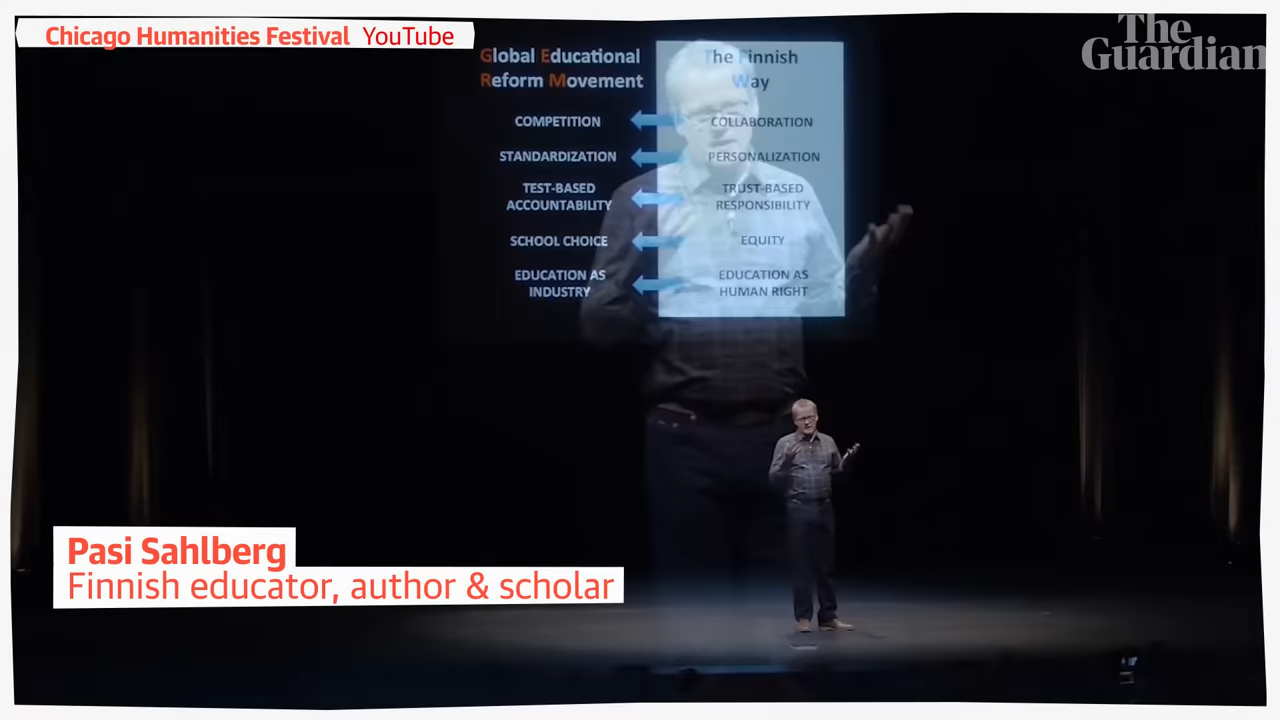 Chicago Humanities Festival YouTube
The
Guardian
Global Educational
Reform Movement
The Finnish
Way
COMPETITION
COLLABORATION
STANDARDIZATION
PERSONALIZATION
TEST-BASED
ACCOUNTABILITY
TRUST-BASED
RESPONSIBILITY
SCHOOL CHOICE
EQUITY
EDUCATION AS
INDUSTRY
EDUCATION AS
HUMAN RIGHT
Pasi Sahlberg
Finnish educator, author & scholar